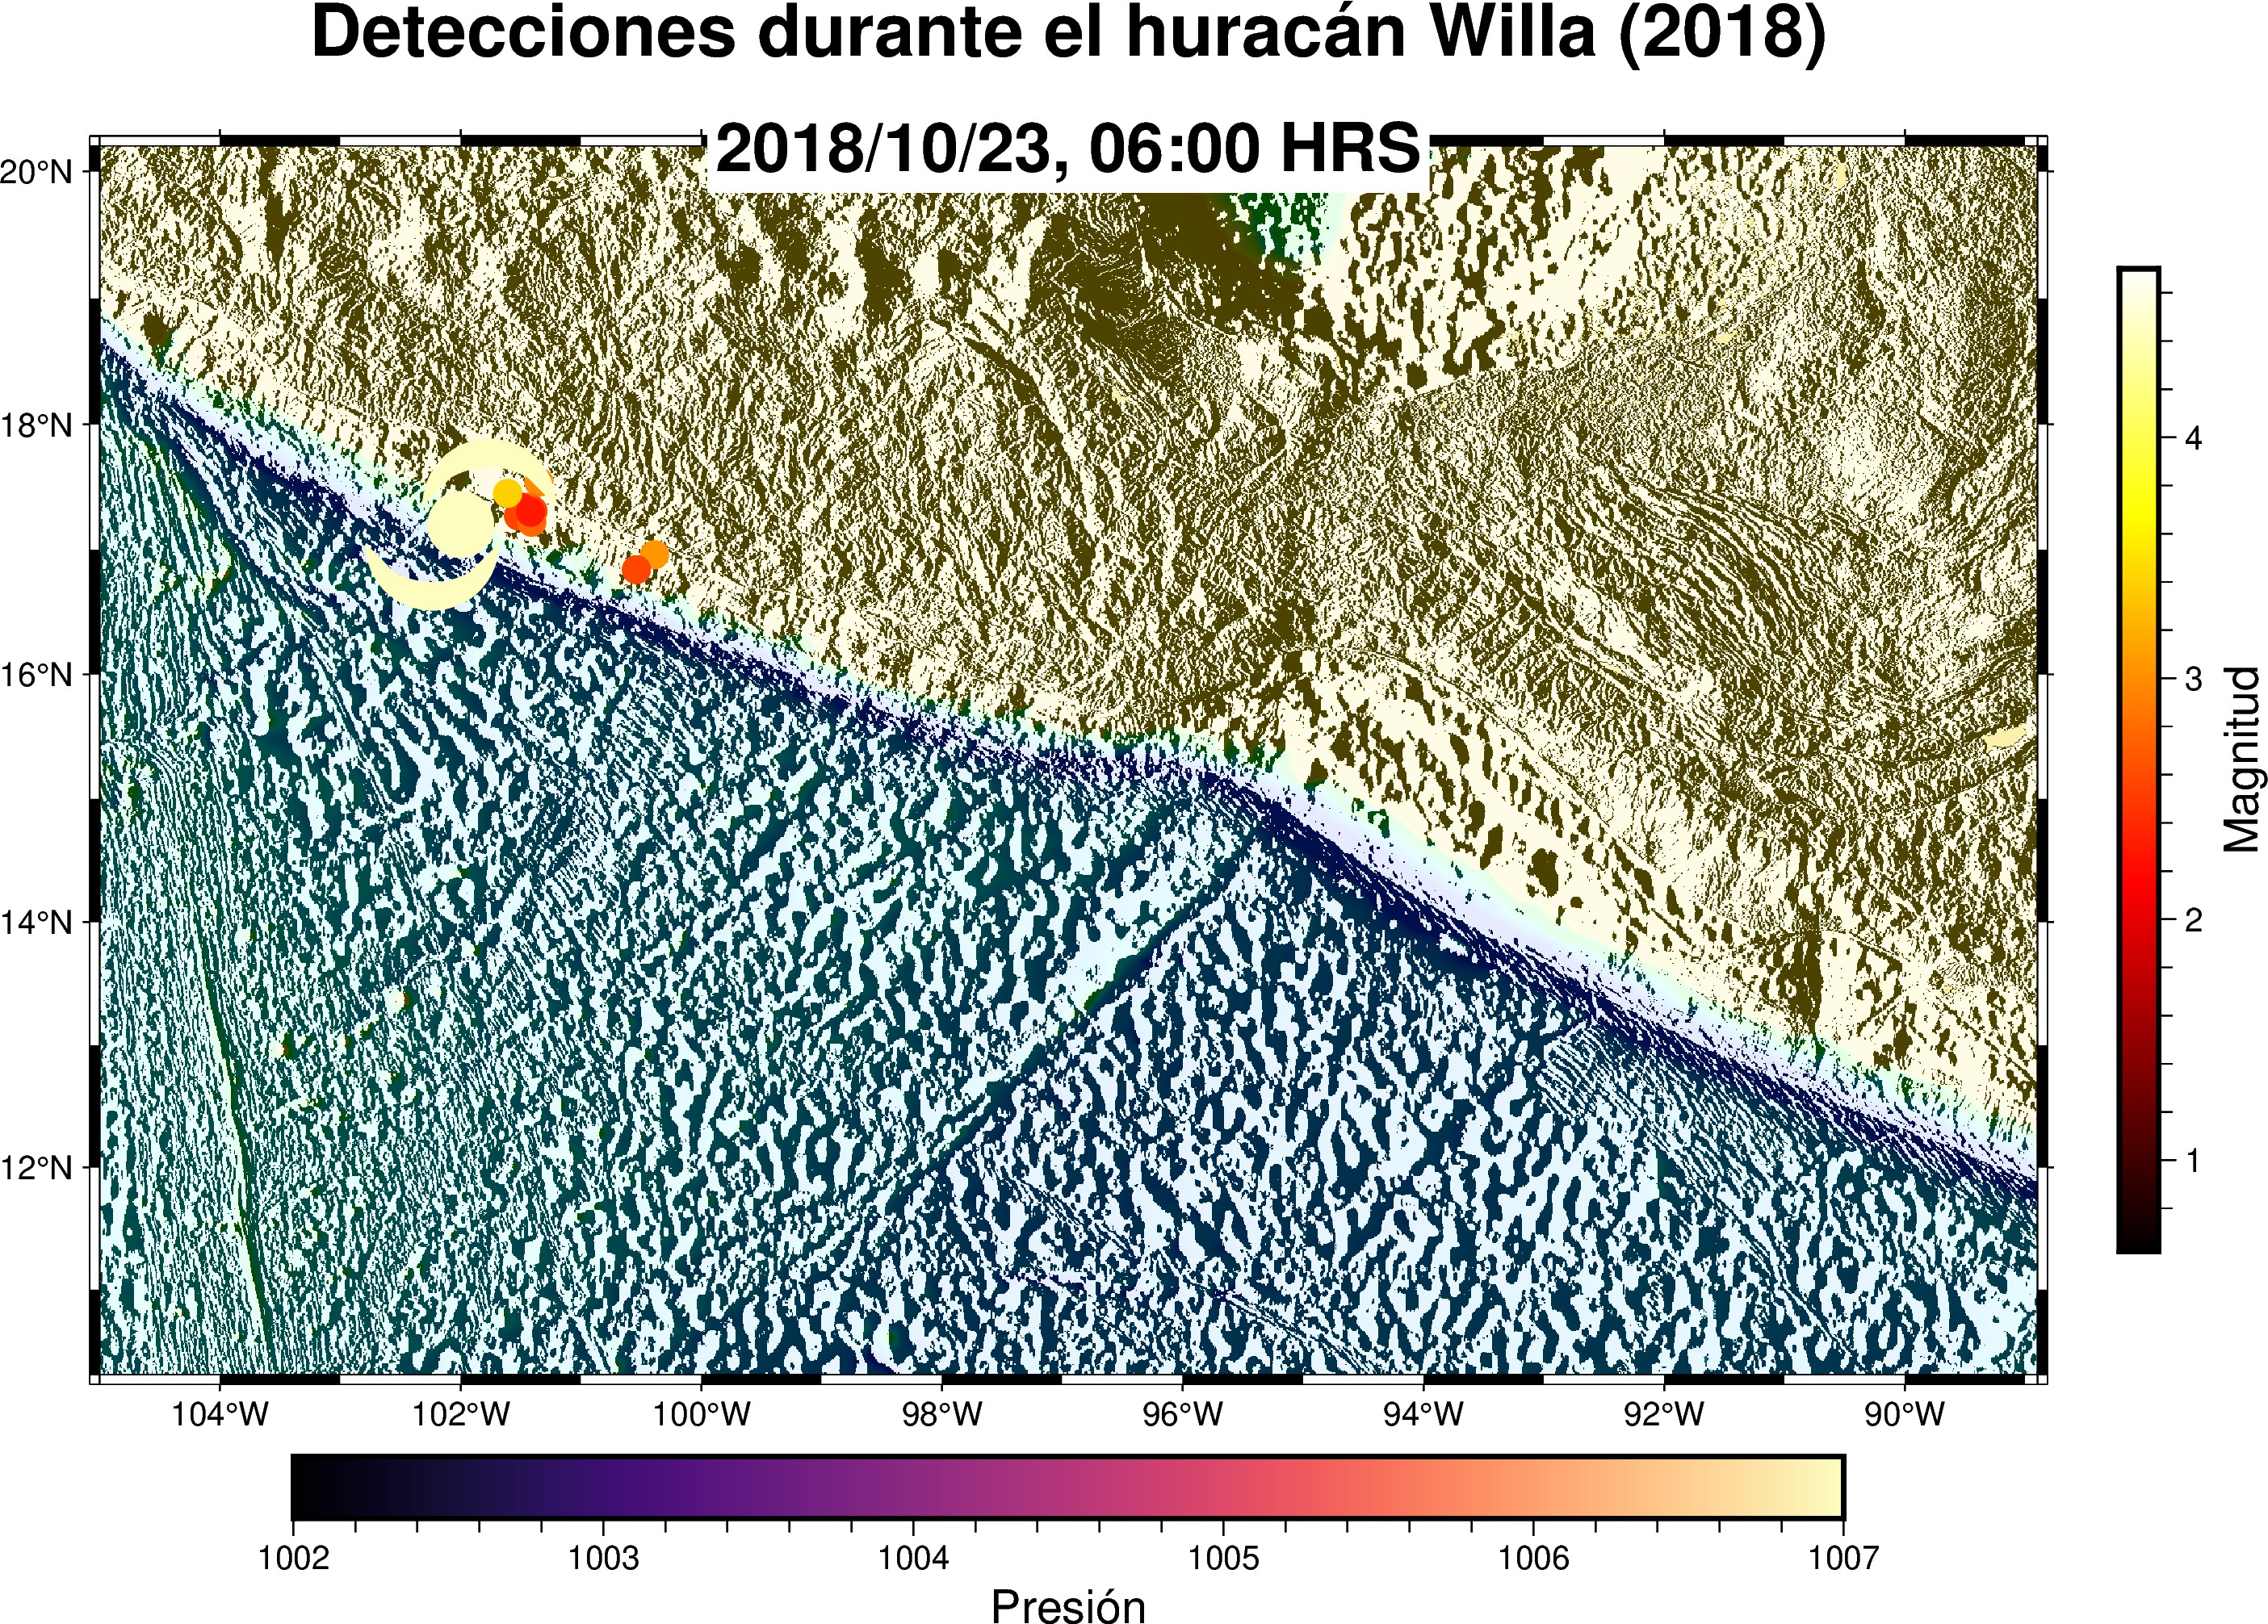 Detecciones durante el huracán Willa (2018)
2018/10/23, 06:00 HRS
20°N
18°N
16°N
14°N
12°N
104°W 102°W 100°W 98°W 96°W 94°W 92°W 90°W
4
3
2
1
Magnitud
1002 1003 1004 1005 1006 1007
Presión